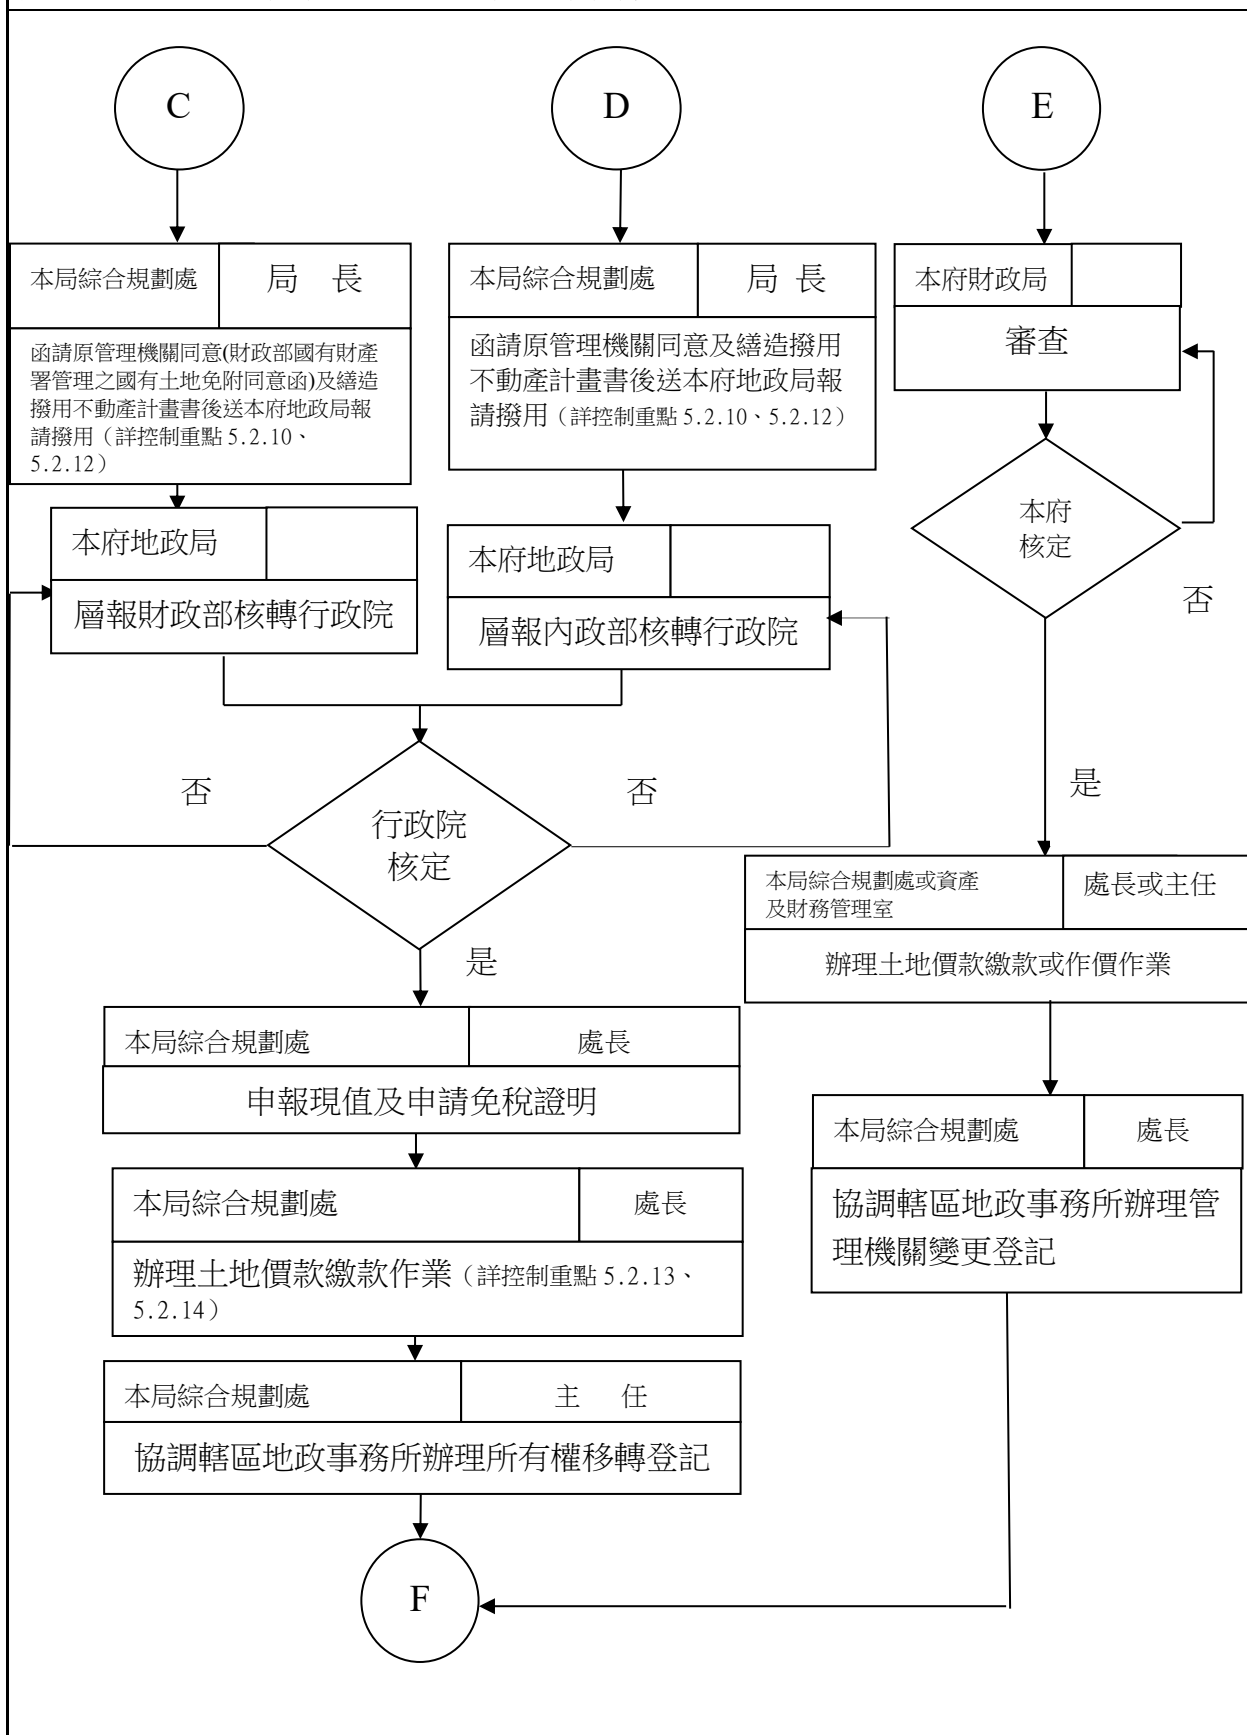 C
D
E
本局綜合規劃處
局　長
函請原管理機關同意(財政部國有財產
署管理之國有土地免附同意函)及繕造
撥用不動產計畫書後送本府地政局報
請撥用（詳控制重點 5.2.10、
5.2.12）
本局綜合規劃處
局 長
函請原管理機關同意及繕造撥用
不動產計畫書後送本府地政局報
請撥用（詳控制重點 5.2.10、5.2.12）
本府財政局
審查
本府地政局
層報財政部核轉行政院
本府地政局
層報內政部核轉行政院
本府
核定
否
是
否
否
行政院
核定
是
本局綜合規劃處或資產
及財務管理室
處長或主任
辦理土地價款繳款或作價作業
本局綜合規劃處
處長
申報現值及申請免稅證明
本局綜合規劃處
處長
協調轄區地政事務所辦理管
理機關變更登記
本局綜合規劃處
處長
辦理土地價款繳款作業（詳控制重點 5.2.13、
5.2.14）
本局綜合規劃處
主　任
協調轄區地政事務所辦理所有權移轉登記
F